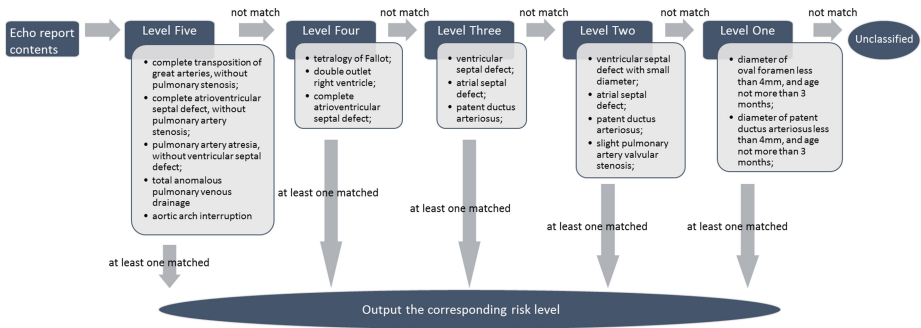 Echo report
contents
Level Five
not match
Level Four
not match
Level Three
not match
Level Two
not match
Level One
not match
Unclassified
• complete transposition of
great arteries, without
pulmonary stenosis;
• complete atrioventricular
septal defect, without
pulmonary artery
stenosis;
• pulmonary artery atresia,
without ventricular septal
defect;
• total anomalous
pulmonary venous
drainage
• aortic arch interruption
• tetralogy of Fallot;
• double outlet
right ventricle;
• complete
atrioventricular
septal defect;
• ventricular
septal defect;
• atrial septal
defect;
• patent ductus
arteriosus;
• ventricular septal
defect with small
diameter;
• atrial septal
defect;
• patent ductus
arteriosus;
• slight pulmonary
artery valvular
stenosis;
• diameter of
oval foramen less
than 4mm, and age
not more than 3
months;
• diameter of patent
ductus arteriosus less
than 4mm, and age
not more than 3
months;
at least one matched
at least one matched
at least one matched
at least one matched
at least one matched
Output the corresponding risk level